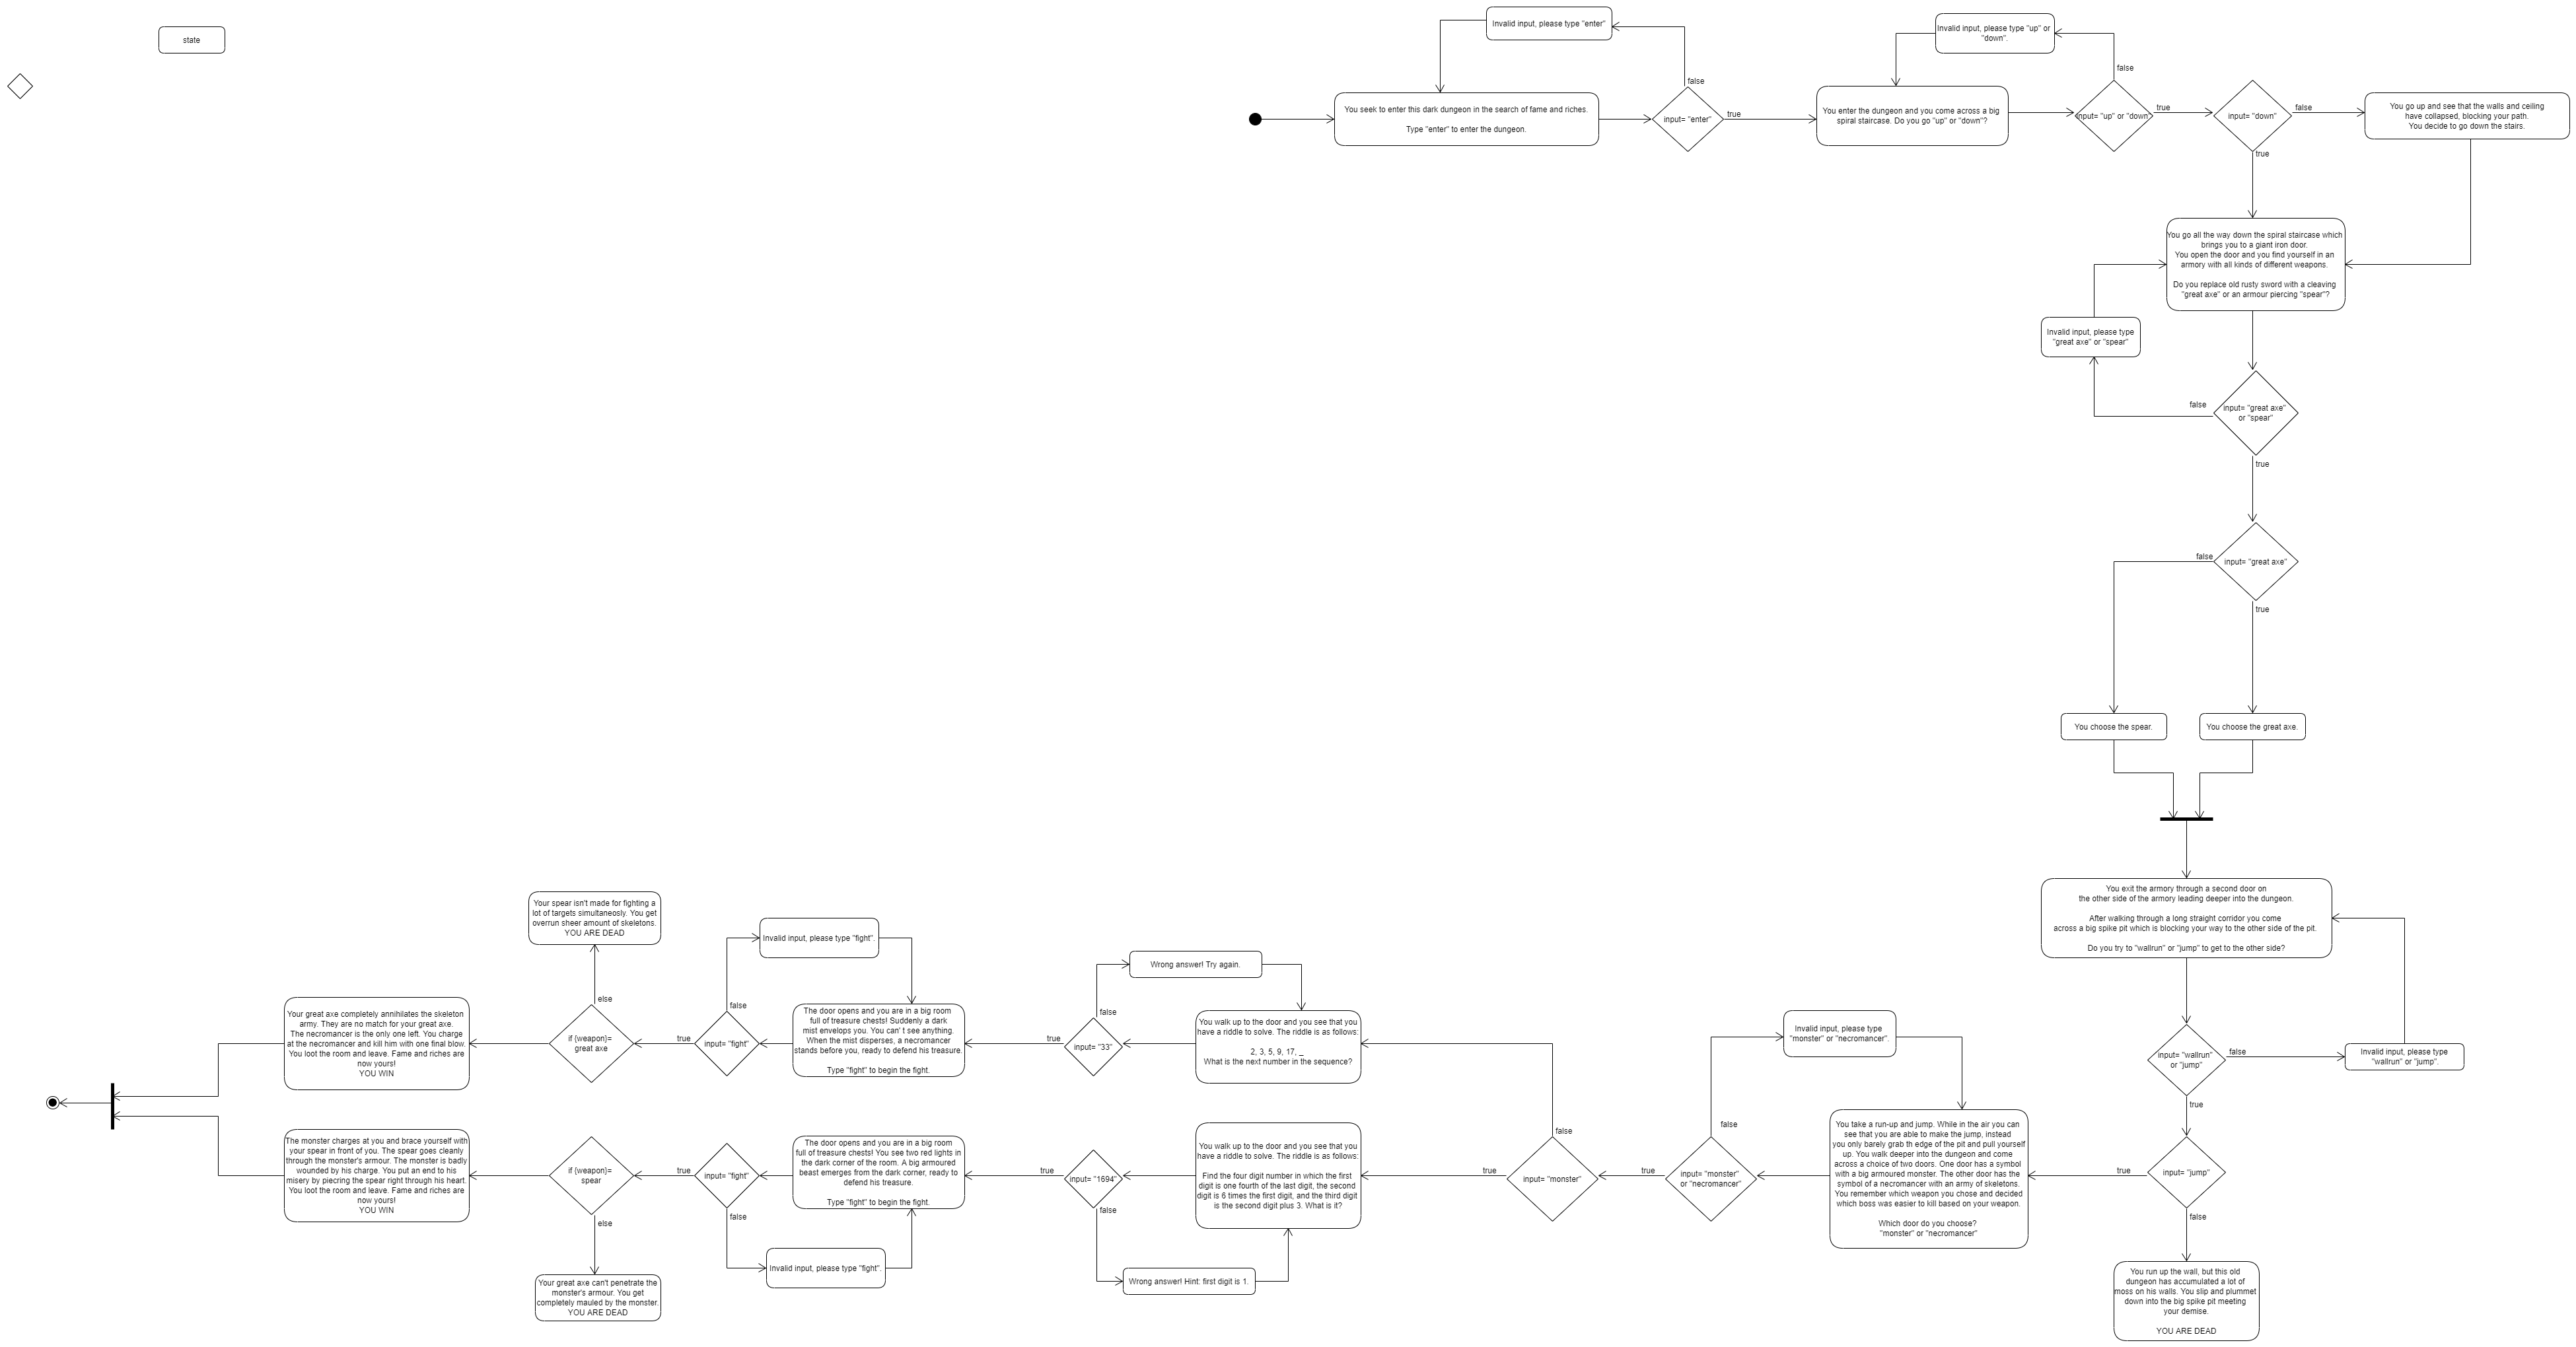 state
Invalid input, please type "enter"
You seek to enter this dark dungeon in the search of fame and riches.
Type "enter" to enter the dungeon.
false
input= "enter"
true
Invalid input, please type "up" or
"down".
You enter the dungeon and you come across a big
spiral staircase. Do you go "up" or "down"?
false
input= "up" or "down"
true
input= "down"
false
true
You go up and see that the walls and ceiling
have collapsed, blocking your path.
You decide to go down the stairs.
You go all the way down the spiral staircase which
brings you to a giant iron door.
You open the door and you find yourself in an
armory with all kinds of different weapons.
Do you replace old rusty sword with a cleaving
"great axe" or an armour piercing "spear"?
Invalid input, please type
"great axe" or "spear"
false
input= "great axe"
or "spear"
true
false
input= "great axe"
true
You choose the spear.
You choose the great axe.
You exit the armory through a second door on
the other side of the armory leading deeper into the dungeon.
After walking through a long straight corridor you come
across a big spike pit which is blocking your way to the other side of the pit.
Do you try to "wallrun" or "jump" to get to the other side?
input= "wallrun"
or "jump"
false
Invalid input, please type
"wallrun" or "jump".
true
input= "jump"
true
false
You run up the wall, but this old
dungeon has accumulated a lot of
moss on his walls. You slip and plummet
down into the big spike pit meeting
your demise.
YOU ARE DEAD
You take a run-up and jump. While in the air you can
see that you are able to make the jump, instead
you only barely grab th edge of the pit and pull yourself
up. You walk deeper into the dungeon and come
across a choice of two doors. One door has a symbol
with a big armoured monster. The other door has the
symbol of a necromancer with an army of skeletons.
You remember which weapon you chose and decided
which boss was easier to kill based on your weapon.
Which door do you choose?
"monster" or "necromancer"
Invalid input, please type
"monster" or "necromancer".
false
input= "monster"
or "necromancer"
true
false
input= "monster"
true
You walk up to the door and you see that you
have a riddle to solve. The riddle is as follows:
2, 3, 5, 9, 17, _
What is the next number in the sequence?
Wrong answer! Try again.
false
input= "33"
true
The door opens and you are in a big room
full of treasure chests! Suddenly a dark
mist envelops you. You can' t see anything.
When the mist disperses, a necromancer
stands before you, ready to defend his treasure.
Type "fight" to begin the fight.
Invalid input, please type "fight".
false
input= "fight"
true
if (weapon)=
great axe
else
Your spear isn't made for fighting a
lot of targets simultaneosly. You get
overrun sheer amount of skeletons.
YOU ARE DEAD
Your great axe completely annihilates the skeleton
army. They are no match for your great axe.
The necromancer is the only one left. You charge
at the necromancer and kill him with one final blow.
You loot the room and leave. Fame and riches are
now yours!
YOU WIN
You walk up to the door and you see that you
have a riddle to solve. The riddle is as follows:
Find the four digit number in which the first
digit is one fourth of the last digit, the second
digit is 6 times the first digit, and the third digit
is the second digit plus 3. What is it?
input= "1694"
true
false
Wrong answer! Hint: first digit is 1.
The door opens and you are in a big room
full of treasure chests! You see two red lights in
the dark corner of the room. A big armoured
beast emerges from the dark corner, ready to
defend his treasure.
Type "fight" to begin the fight.
input= "fight"
true
false
Invalid input, please type "fight".
if (weapon)=
spear
else
Your great axe can't penetrate the
monster's armour. You get
completely mauled by the monster.
YOU ARE DEAD
The monster charges at you and brace yourself with
your spear in front of you. The spear goes cleanly
through the monster's armour. The monster is badly
wounded by his charge. You put an end to his
misery by piecring the spear right through his heart.
You loot the room and leave. Fame and riches are
now yours!
YOU WIN